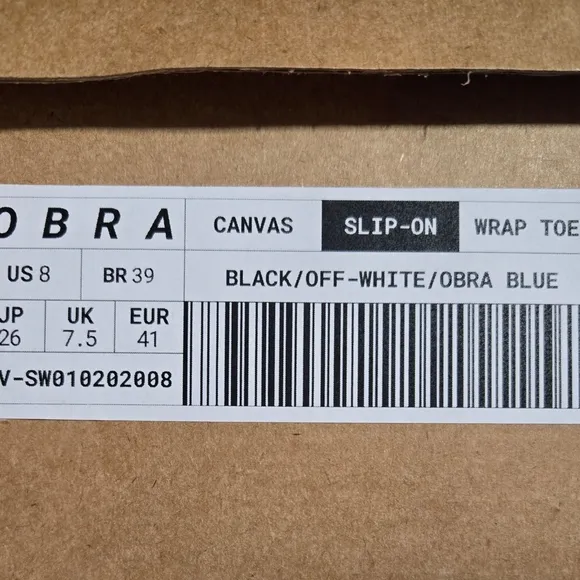 OBRA CANVAS SLIP-ON WRAP TOE
US 8 BR 39 BLACK/OFF-WHITE/OBRA BLUE
JP UK EUR
26 7.5 41
V-SW010202008